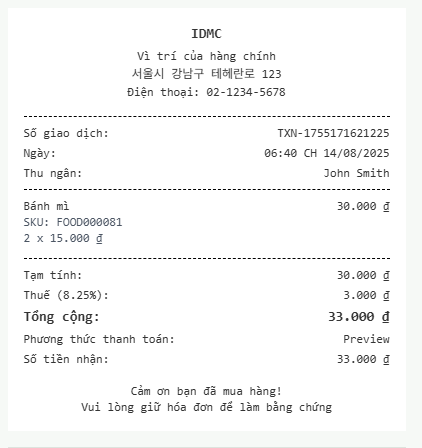 IDMC
Vì trí của hàng chính
서울시 강남구 테헤란로 123
Điện thoại: 02-1234-5678
Số giao dịch: TXN-1755171621225
Ngày: 06:40 CH 14/08/2025
Thu ngân: John Smith
Bánh mì 30.000 ₫
SKU: FOOD000081
2 x 15.000 ₫
Tạm tính: 30.000 ₫
Thuế (8.25%): 3.000 ₫
Tổng cộng: 33.000 ₫
Phương thức thanh toán: Preview
Số tiền nhận: 33.000 ₫
Cảm ơn bạn đã mua hàng!
Vui lòng giữ hóa đơn để làm bằng chứng